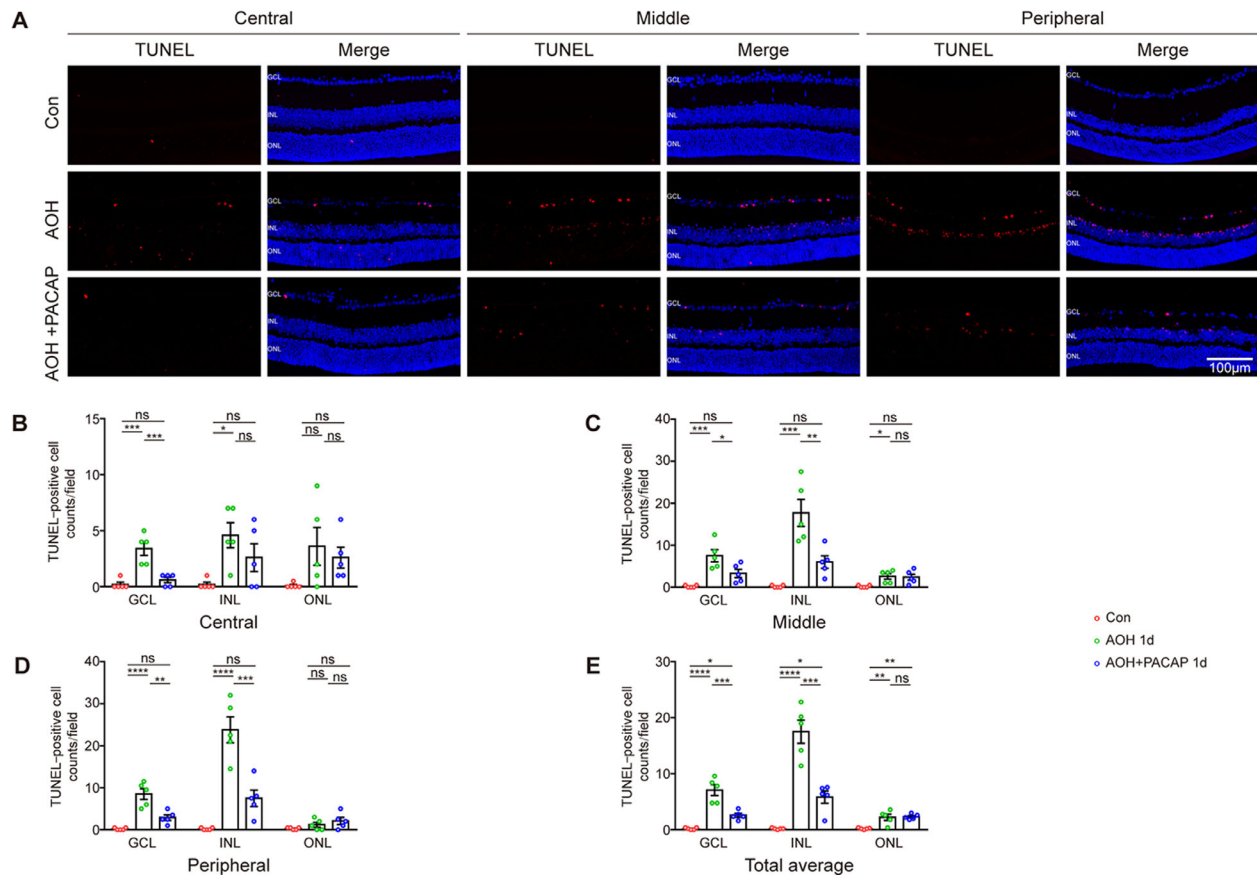 A
Central
Middle
Peripheral
TUNEL
Merge
TUNEL
Merge
TUNEL
Merge
Con
GCL
INL
ONL
GCL
INL
ONL
GCL
INL
ONL
AOH
GCL
INL
ONL
GCL
INL
ONL
GCL
INL
ONL
AOH +PACAP
GCL
INL
ONL
GCL
INL
ONL
GCL
INL
ONL
100μm
B
TUNEL-positive cell
counts/field
15
10
5
0
ns
***
***
ns
*
ns
ns
ns
ns
GCL
INL
ONL
Central
C
TUNEL-positive cell
counts/field
40
30
20
10
0
ns
***
*
ns
***
**
ns
*
ns
GCL
INL
ONL
Middle
Con
AOH 1d
AOH+PACAP 1d
D
TUNEL-positive cell
counts/field
40
30
20
10
0
ns
****
**
ns
****
***
ns
ns
ns
GCL
INL
ONL
Peripheral
E
TUNEL-positive cell
counts/field
30
20
10
0
*
****
***
*
****
***
**
**
ns
GCL
INL
ONL
Total average